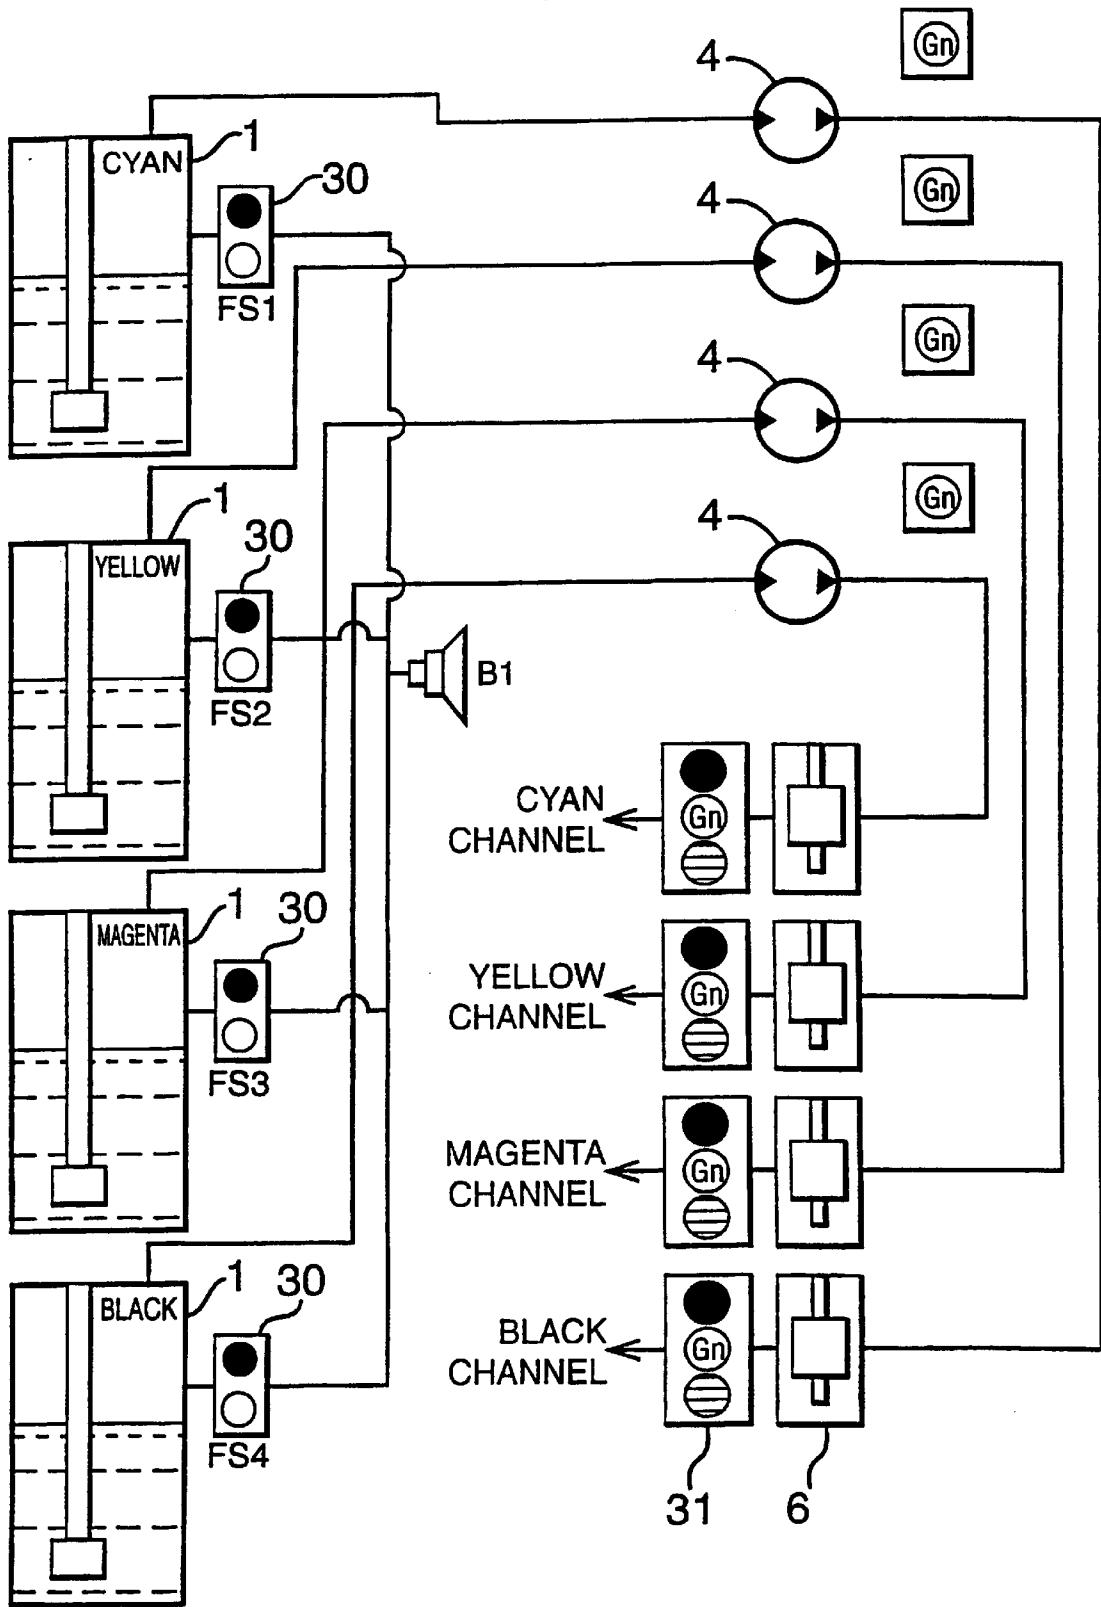 Gn
4
CYAN
1
30
FS1
Gn
4
Gn
4
Gn
4
YELLOW
1
30
FS2
B1
CYAN
CHANNEL
Gn
MAGENTA
1
30
FS3
YELLOW
CHANNEL
Gn
MAGENTA
CHANNEL
Gn
BLACK
1
30
FS4
BLACK
CHANNEL
Gn
31
6